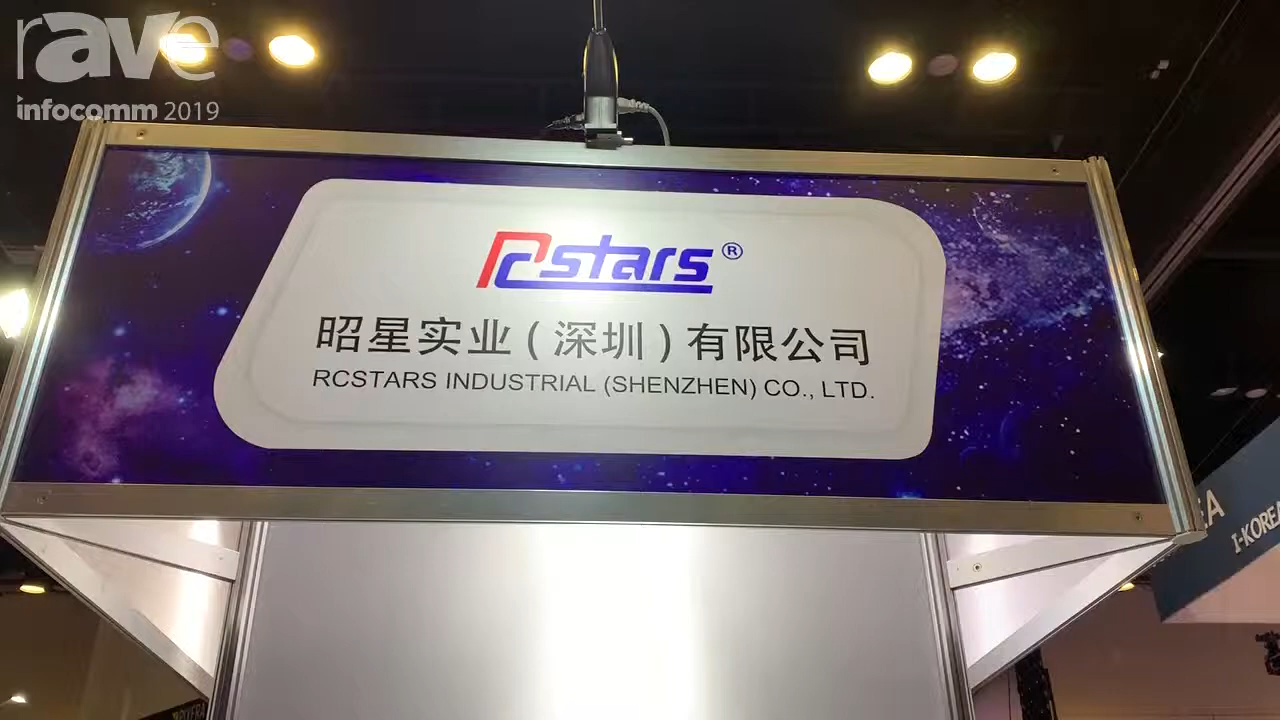 rave
infocomm 2019
Rcstars®
昭星实业(深圳)有限公司
RCSTARS INDUSTRIAL (SHENZHEN) CO., LTD.
I-KOREA